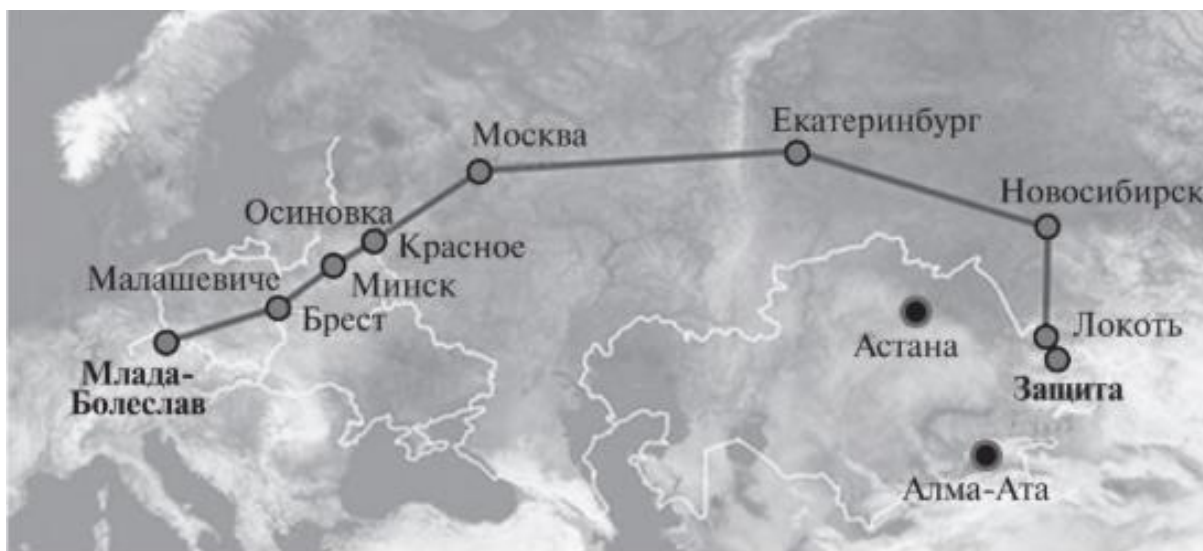 Москва
Екатеринбург
Новосибирск
Осиновка
Красное
Малашевиче
Минск
Брест
Локоть
Астана
Защита
Млада-
Болеслав
Алма-Ата